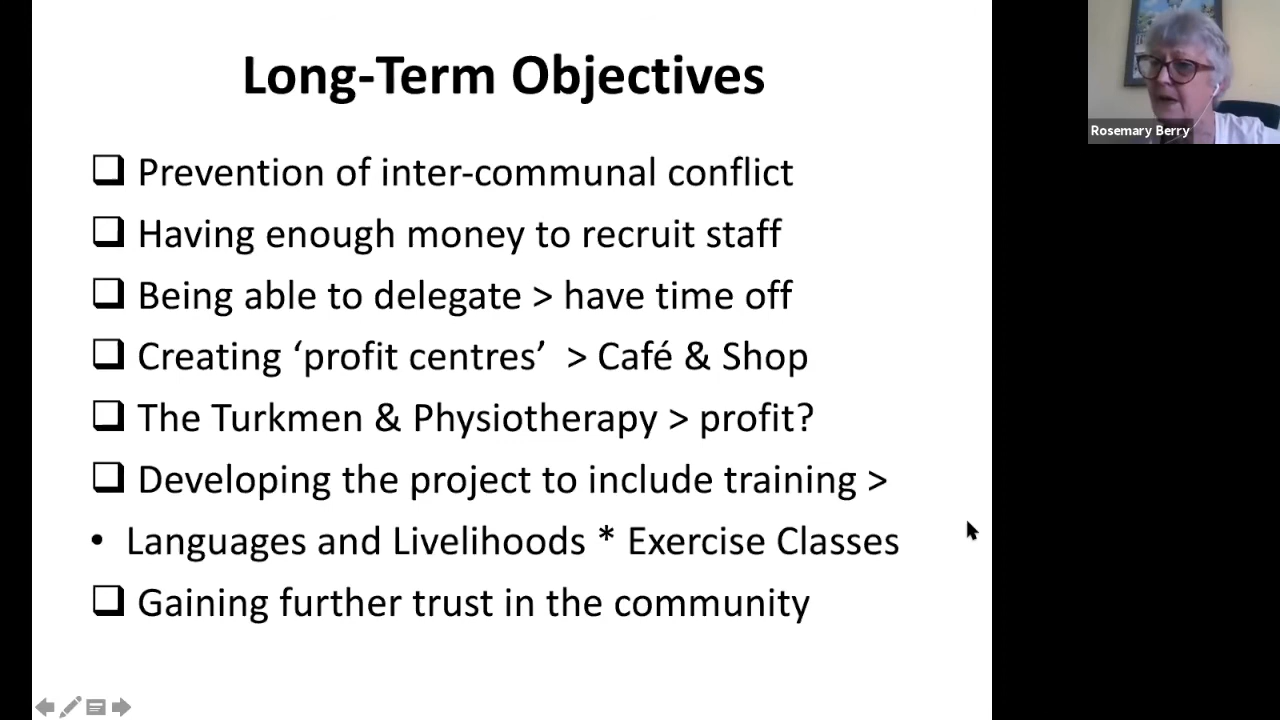 Long-Term Objectives
Prevention of inter-communal conflict
Having enough money to recruit staff
Being able to delegate > have time off
Creating ‘profit centres’ > Café & Shop
The Turkmen & Physiotherapy > profit?
Developing the project to include training >
• Languages and Livelihoods * Exercise Classes
Gaining further trust in the community
Rosemary Berry